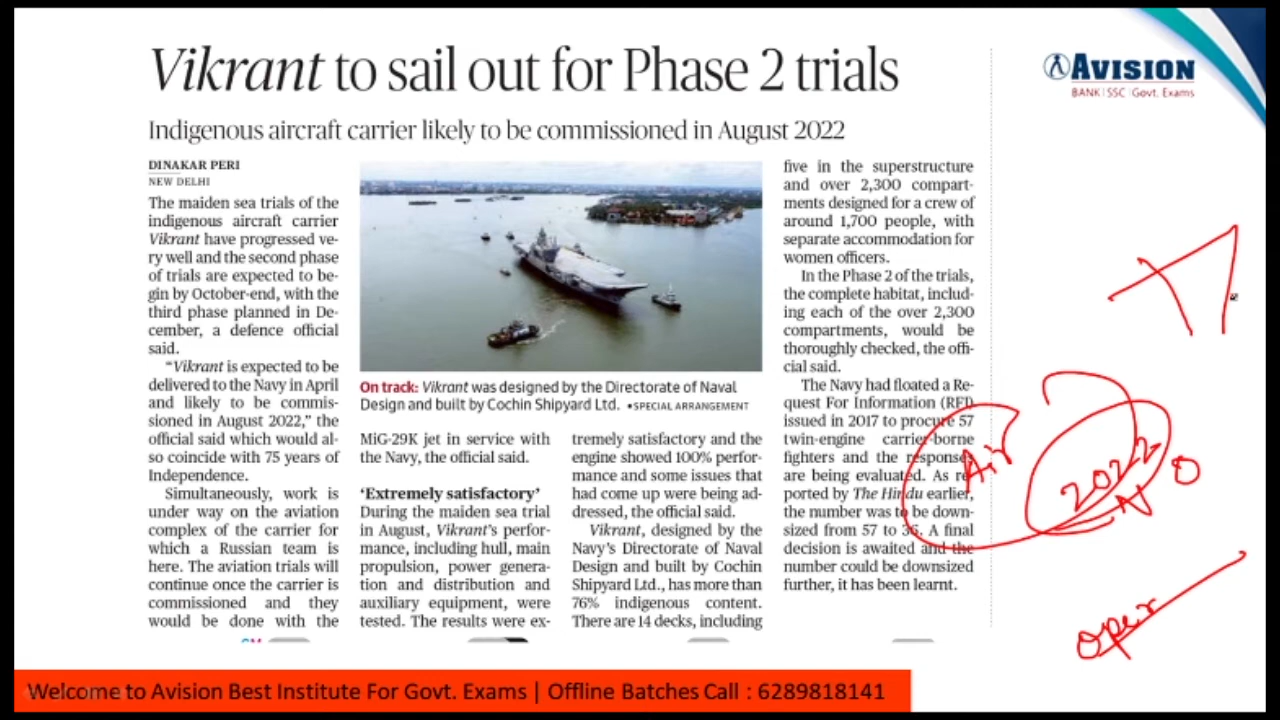 Vikrant to sail out for Phase 2 trials
Indigenous aircraft carrier likely to be commissioned in August 2022
AVISION
BANK | SSC | Govt. Exams
DINAKAR PERI
NEW DELHI
The maiden sea trials of the
indigenous aircraft carrier
Vikrant have progressed ve-
ry well and the second phase
of trials are expected to be-
gin by October-end, with the
third phase planned in De-
cember, a defence official
said.
“Vikrant is expected to be
delivered to the Navy in April
and likely to be commis-
sioned in August 2022,” the
official said which would al-
so coincide with 75 years of
Independence.
Simultaneously, work is
under way on the aviation
complex of the carrier for
which a Russian team is
here. The aviation trials will
continue once the carrier is
commissioned and they
would be done with the
On track: Vikrant was designed by the Directorate of Naval
Design and built by Cochin Shipyard Ltd. •SPECIAL ARRANGEMENT
MiG-29K jet in service with
the Navy, the official said.
‘Extremely satisfactory’
During the maiden sea trial
in August, Vikrant’s perfor-
mance, including hull, main
propulsion, power genera-
tion and distribution and
auxiliary equipment, were
tested. The results were ex-
tremely satisfactory and the
engine showed 100% perfor-
mance and some issues that
had come up were being ad-
dressed, the official said.
Vikrant, designed by the
Navy’s Directorate of Naval
Design and built by Cochin
Shipyard Ltd., has more than
76% indigenous content.
There are 14 decks, including
five in the superstructure
and over 2,300 compart-
ments designed for a crew of
around 1,700 people, with
separate accommodation for
women officers.
In the Phase 2 of the trials,
the complete habitat, includ-
ing each of the over 2,300
compartments, would be
thoroughly checked, the offi-
cial said.
The Navy had floated a Re-
quest For Information (RFI)
issued in 2017 to procure 57
twin-engine carrier-borne
fighters and the responses
are being evaluated. As re-
ported by The Hindu earlier,
the number was to be down-
sized from 57 to 36. A final
decision is awaited and the
number could be downsized
further, it has been learnt.
Air
2022
N O
oper
Welcome to Avision Best Institute For Govt. Exams | Offline Batches Call : 6289818141